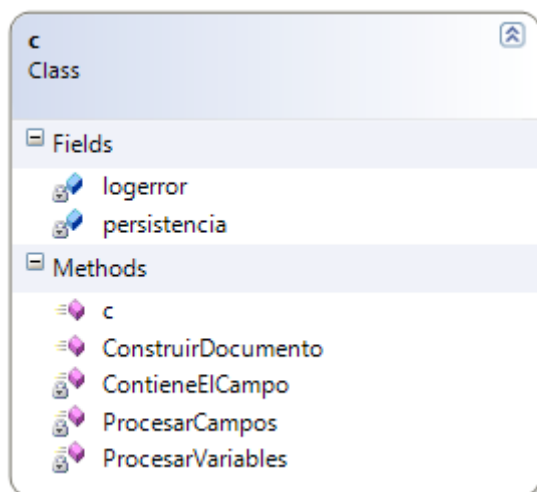 c
Class
Fields
logerror
persistencia
Methods
c
ConstruirDocumento
ContieneElCampo
ProcesarCampos
ProcesarVariables